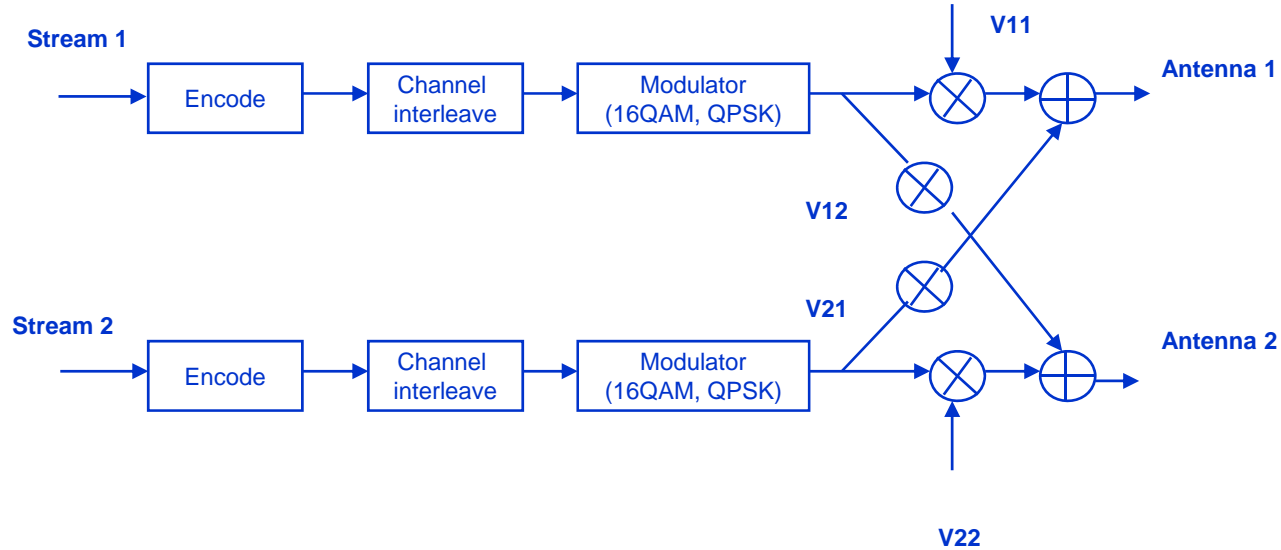 V11
Stream 1
Antenna 1
Encode
Channel
interleave
Modulator
(16QAM, QPSK)
V12
V21
Stream 2
Antenna 2
Encode
Channel
interleave
Modulator
(16QAM, QPSK)
V22